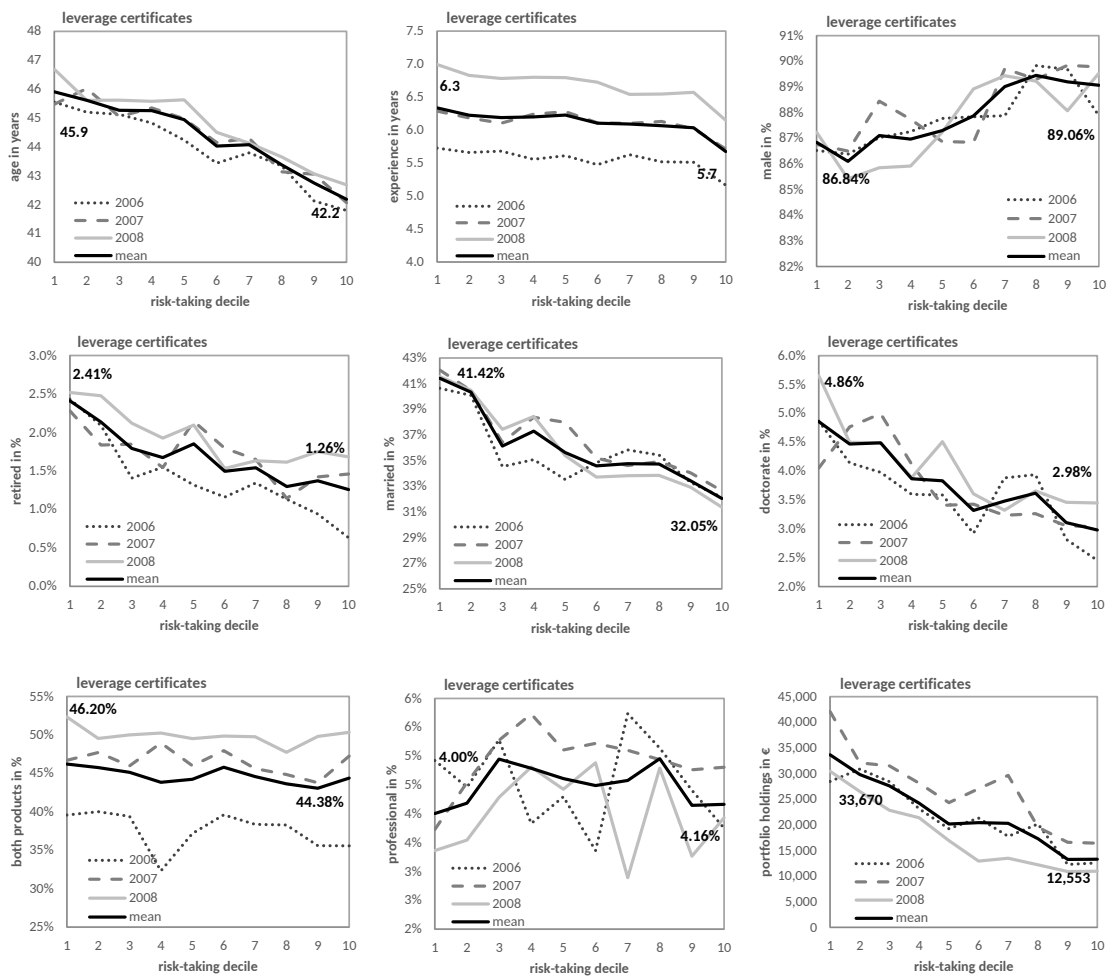 leverage certificates
48
47
46
45
44
43
42
41
40
age in years
45.9
42.2
2006
2007
2008
mean
1 2 3 4 5 6 7 8 9 10
risk-taking decile
leverage certificates
7.5
7.0
6.5
6.0
5.5
5.0
4.5
4.0
experience in years
6.3
5.7
2006
2007
2008
mean
1 2 3 4 5 6 7 8 9 10
risk-taking decile
leverage certificates
91%
90%
89%
88%
87%
86%
85%
84%
83%
82%
male in %
86.84%
89.06%
2006
2007
2008
mean
1 2 3 4 5 6 7 8 9 10
risk-taking decile
leverage certificates
3.0%
2.5%
2.0%
1.5%
1.0%
0.5%
0.0%
retired in %
2.41%
1.26%
2006
2007
2008
mean
1 2 3 4 5 6 7 8 9 10
risk-taking decile
leverage certificates
43%
41%
39%
37%
35%
33%
31%
29%
27%
25%
married in %
41.42%
32.05%
2006
2007
2008
mean
1 2 3 4 5 6 7 8 9 10
risk-taking decile
leverage certificates
6.0%
5.5%
5.0%
4.5%
4.0%
3.5%
3.0%
2.5%
2.0%
doctorate in %
4.86%
2.98%
2006
2007
2008
mean
1 2 3 4 5 6 7 8 9 10
risk-taking decile
leverage certificates
55%
50%
45%
40%
35%
30%
25%
both products in %
46.20%
44.38%
2006
2007
2008
mean
1 2 3 4 5 6 7 8 9 10
risk-taking decile
leverage certificates
6%
6%
5%
5%
4%
4%
3%
3%
2%
professional in %
4.00%
4.16%
2006
2007
2008
mean
1 2 3 4 5 6 7 8 9 10
risk-taking decile
leverage certificates
45,000
40,000
35,000
30,000
25,000
20,000
15,000
10,000
5,000
0
portfolio holdings in €
33,670
12,553
2006
2007
2008
mean
1 2 3 4 5 6 7 8 9 10
risk-taking decile